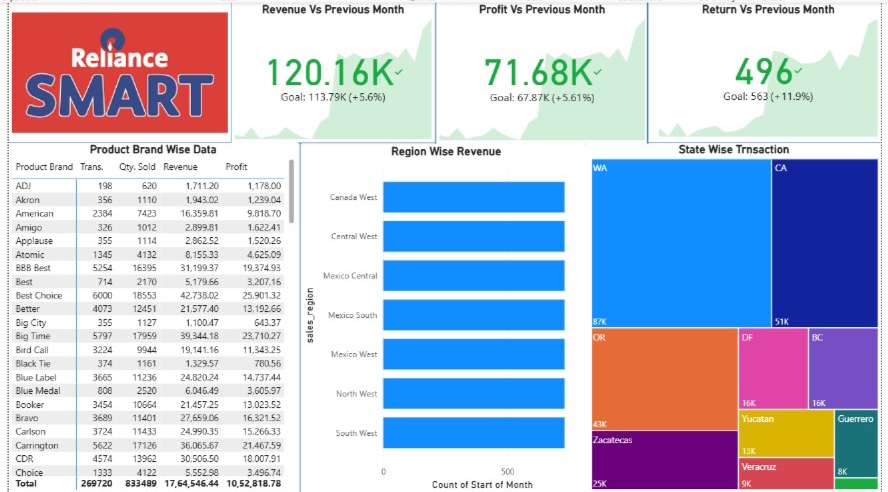 Revenue Vs Previous Month
Profit Vs Previous Month
Return Vs Previous Month
Reliance
SMART
120.16K
Goal: 113.79K (+5.6%)
71.68K
Goal: 67.87K (+5.61%)
496
Goal: 563 (+11.9%)
Product Brand Wise Data
Product Brand Trans. Qty. Sold Revenue Profit
ADJ 198 620 1,711.20 1,178.00
Akron 356 1110 1,943.02 1,239.04
American 2384 7423 16,359.81 9,818.70
Amigo 326 1012 2,899.81 1,622.41
Applause 355 1114 2,862.52 1,520.26
Atomic 1345 4132 8,155.33 4,625.09
BBB Best 5254 16395 31,199.37 19,374.93
Best 714 2170 5,179.66 3,207.16
Best Choice 6000 18553 42,738.02 25,901.32
Better 4073 12451 21,577.40 13,192.66
Big City 355 1127 1,100.47 643.37
Big Time 5797 17959 39,344.18 23,710.27
Bird Call 3224 9944 19,141.16 11,343.25
Black Tie 374 1161 1,329.57 780.56
Blue Label 3665 11236 24,820.24 14,737.44
Blue Medal 808 2520 6,046.49 3,605.97
Booker 3454 10664 21,457.25 13,023.52
Bravo 3689 11401 27,659.06 16,321.52
Carlson 3724 11433 24,990.35 15,266.33
Carrington 5622 17126 36,065.67 21,467.59
CDR 4574 13962 30,506.50 18,007.91
Choice 1333 4122 5,552.98 3,496.74
Total 269720 833489 17,64,546.44 10,52,818.78
Region Wise Revenue
sales_region
Canada West
Central West
Mexico Central
Mexico South
Mexico West
North West
South West
0 500
Count of Start of Month
State Wise Trnsaction
WA
87K
CA
51K
OR
43K
DF
16K
BC
16K
Yucatan
13K
Guerrero
8K
Zacatecas
25K
Veracruz
9K